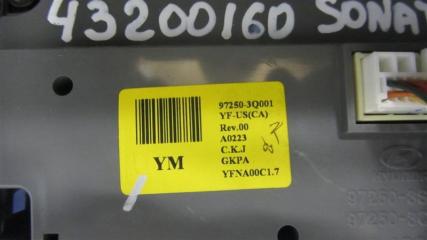 43200160 SONAT
97250-3Q001
YF-US(CA)
Rev.00
A0223
C.K.J
GKPA
YFNA00C1.7
YM